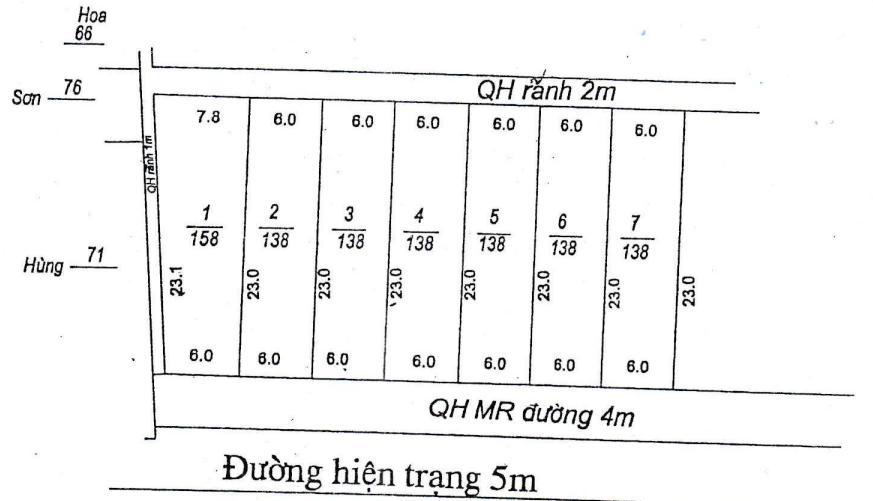 Hoa
66
Sơn 76
QH rãnh 2m
7.8 6.0 6.0 6.0 6.0 6.0 6.0
QH rãnh 1m
1 2 3 4 5 6 7
158 138 138 138 138 138 138
Hùng 71
23.1 23.0 23.0 23.0 23.0 23.0 23.0 23.0
6.0 6.0 6.0 6.0 6.0 6.0 6.0
QH MR đường 4m
Đường hiện trạng 5m